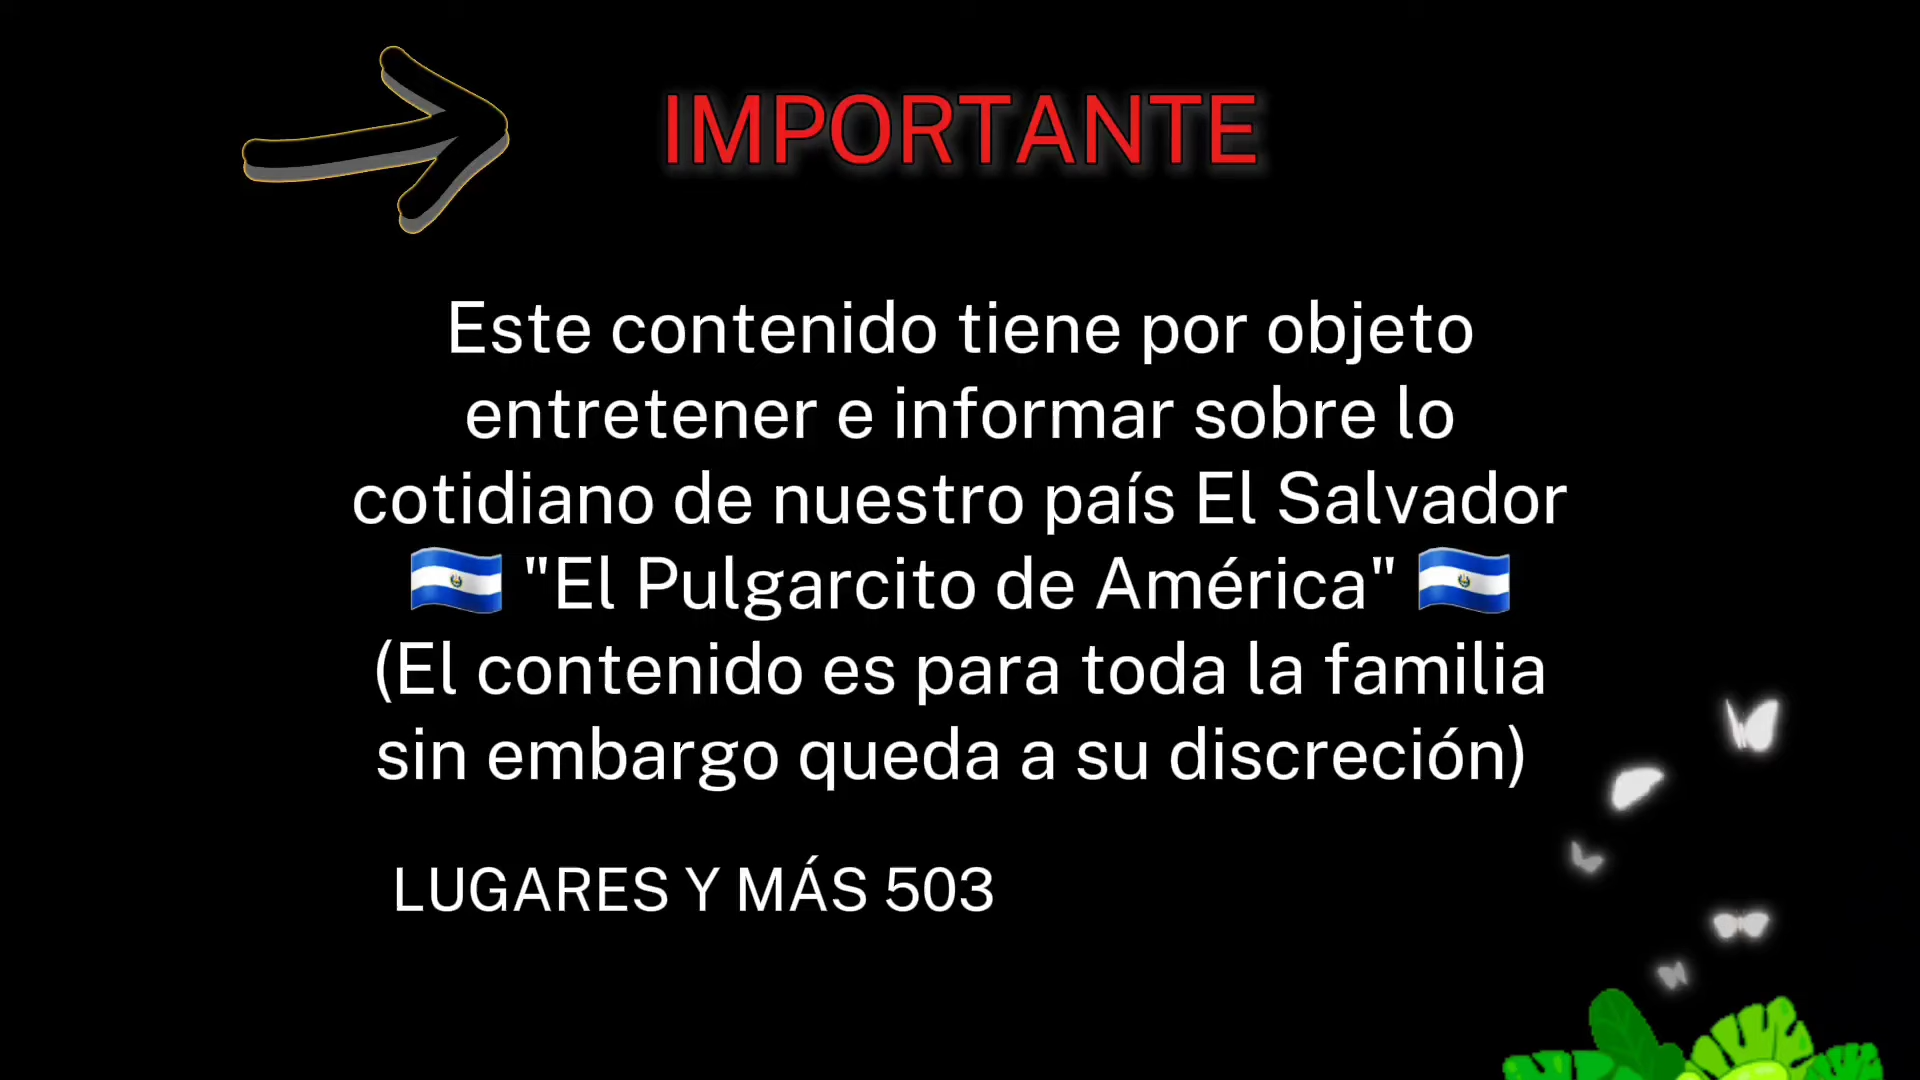 IMPORTANTE
Este contenido tiene por objeto
entretener e informar sobre lo
cotidiano de nuestro país El Salvador
🇸🇻 "El Pulgarcito de América" 🇸🇻
(El contenido es para toda la familia
sin embargo queda a su discreción)
LUGARES Y MÁS 503